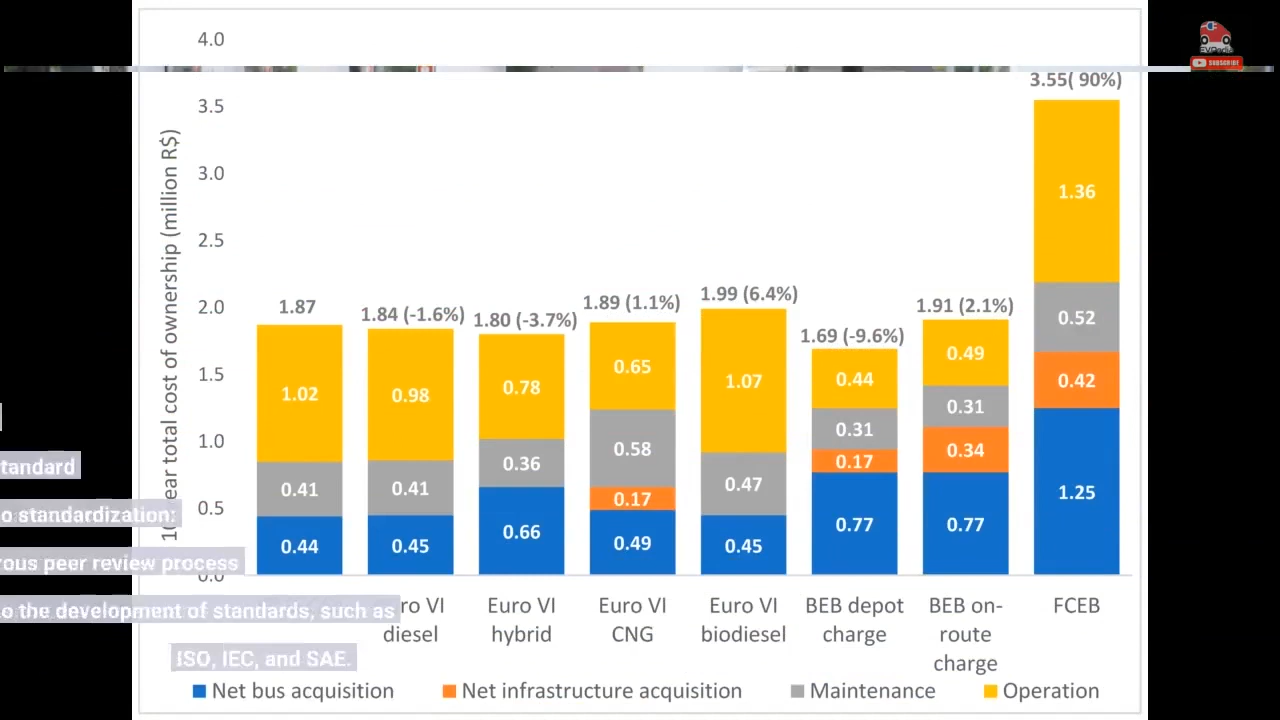 4.0
3.55( 90%)
3.5
3.0
2.5
2.0
1.5
1.0
0.5
0.0
ear total cost of ownership (million R$)
1.87
1.84 (-1.6%)
1.80 (-3.7%)
1.89 (1.1%)
1.99 (6.4%)
1.69 (-9.6%)
1.91 (2.1%)
1.02
0.41
0.44
0.98
0.41
0.45
0.78
0.36
0.66
0.65
0.58
0.17
0.49
1.07
0.47
0.45
0.44
0.31
0.17
0.77
0.49
0.31
0.34
0.77
1.36
0.52
0.42
1.25
tandard
o standardization:
rous peer review process
o the development of standards, such as
ISO, IEC, and SAE.
ro VI
diesel
Euro VI
hybrid
Euro VI
CNG
Euro VI
biodiesel
BEB depot
charge
BEB on-
route
charge
FCEB
Net bus acquisition
Net infrastructure acquisition
Maintenance
Operation
SUBSCRIBE